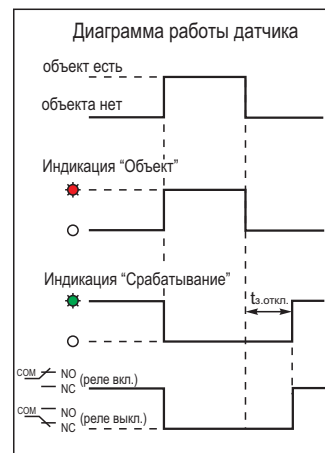 Диаграмма работы датчика
объект есть
объекта нет
Индикация “Объект”
Индикация “Срабатывание”
tз.откл.
COM NO (реле вкл.)
NC
COM NO (реле выкл.)
NC